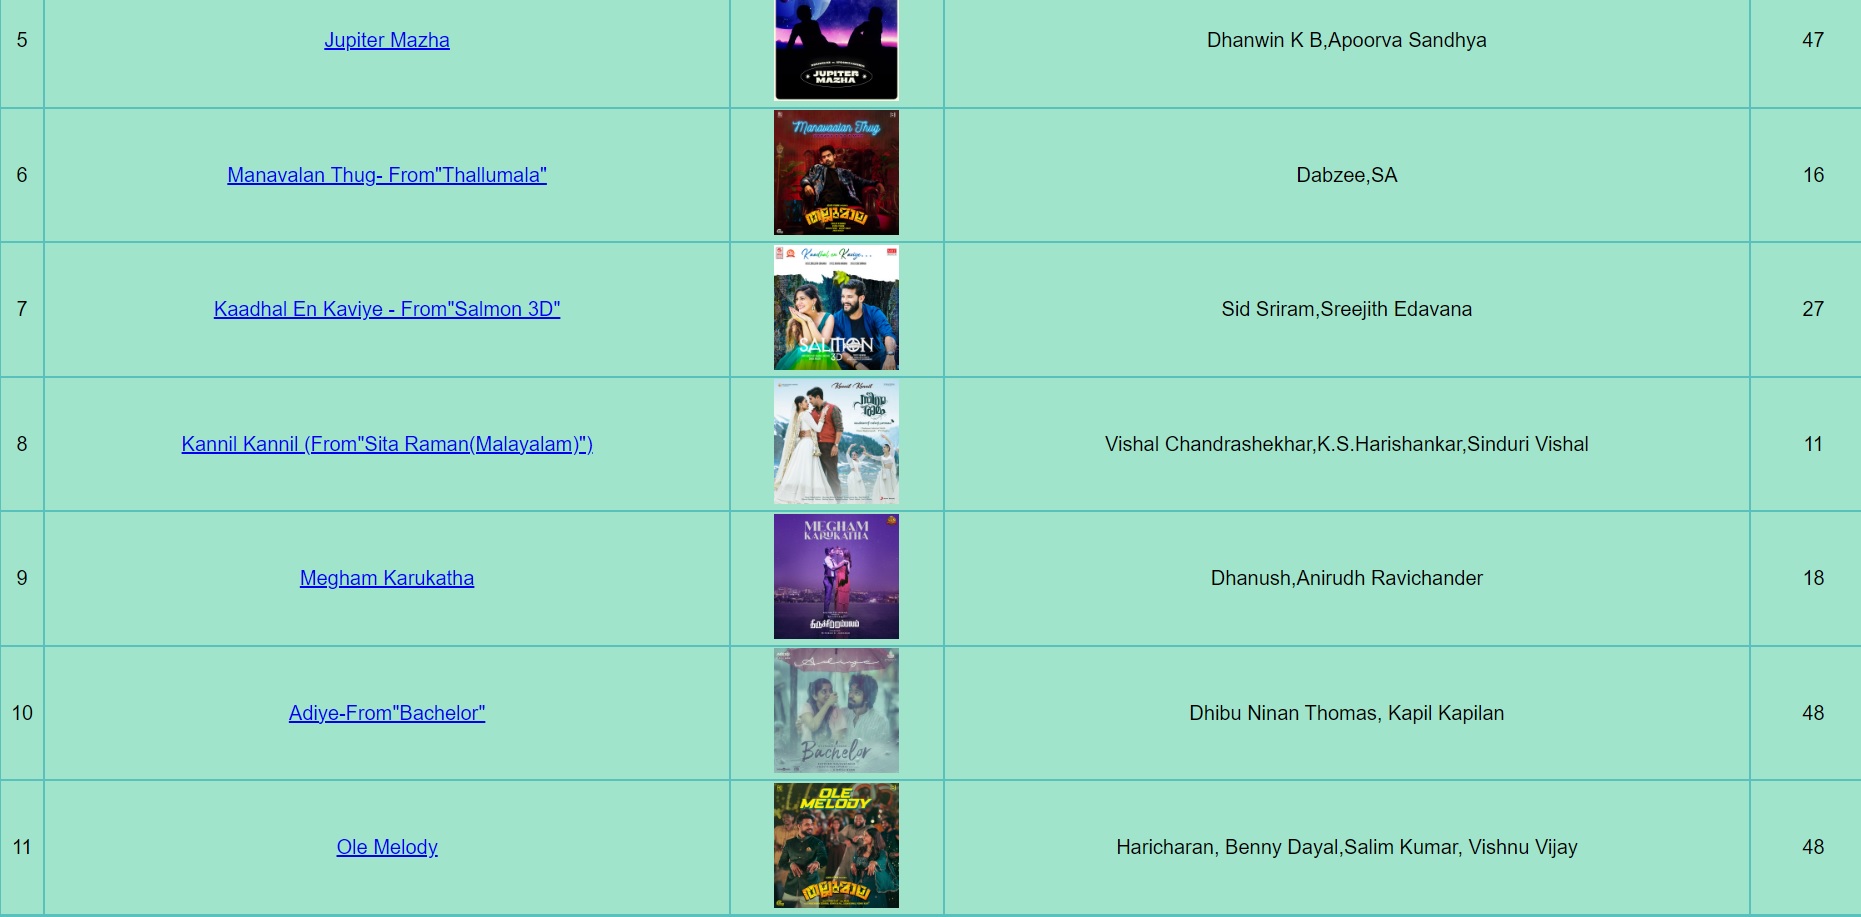 5 Jupiter Mazha Dhanwin K B,Apoorva Sandhya 47
JUPITER
MAZHA
Manavaalan Thug
6 Manavalan Thug- From"Thallumala" Dabzee,SA 16
തല്ലുമാല
Kaadhal en Kaviye...
7 Kaadhal En Kaviye - From"Salmon 3D" Sid Sriram,Sreejith Edavana 27
SALMON
3D
Kannil Kannil
സീതാ
രാമം
8 Kannil Kannil (From"Sita Raman(Malayalam)") Vishal Chandrashekhar,K.S.Harishankar,Sinduri Vishal 11
MEGHAM
KARUKATHA
9 Megham Karukatha Dhanush,Anirudh Ravichander 18
திருச்சிற்றம்பலம்
Adiye
10 Adiye-From"Bachelor" Dhibu Ninan Thomas, Kapil Kapilan 48
Bachelor
OLE
MELODY
11 Ole Melody Haricharan, Benny Dayal,Salim Kumar, Vishnu Vijay 48
തല്ലുമാല